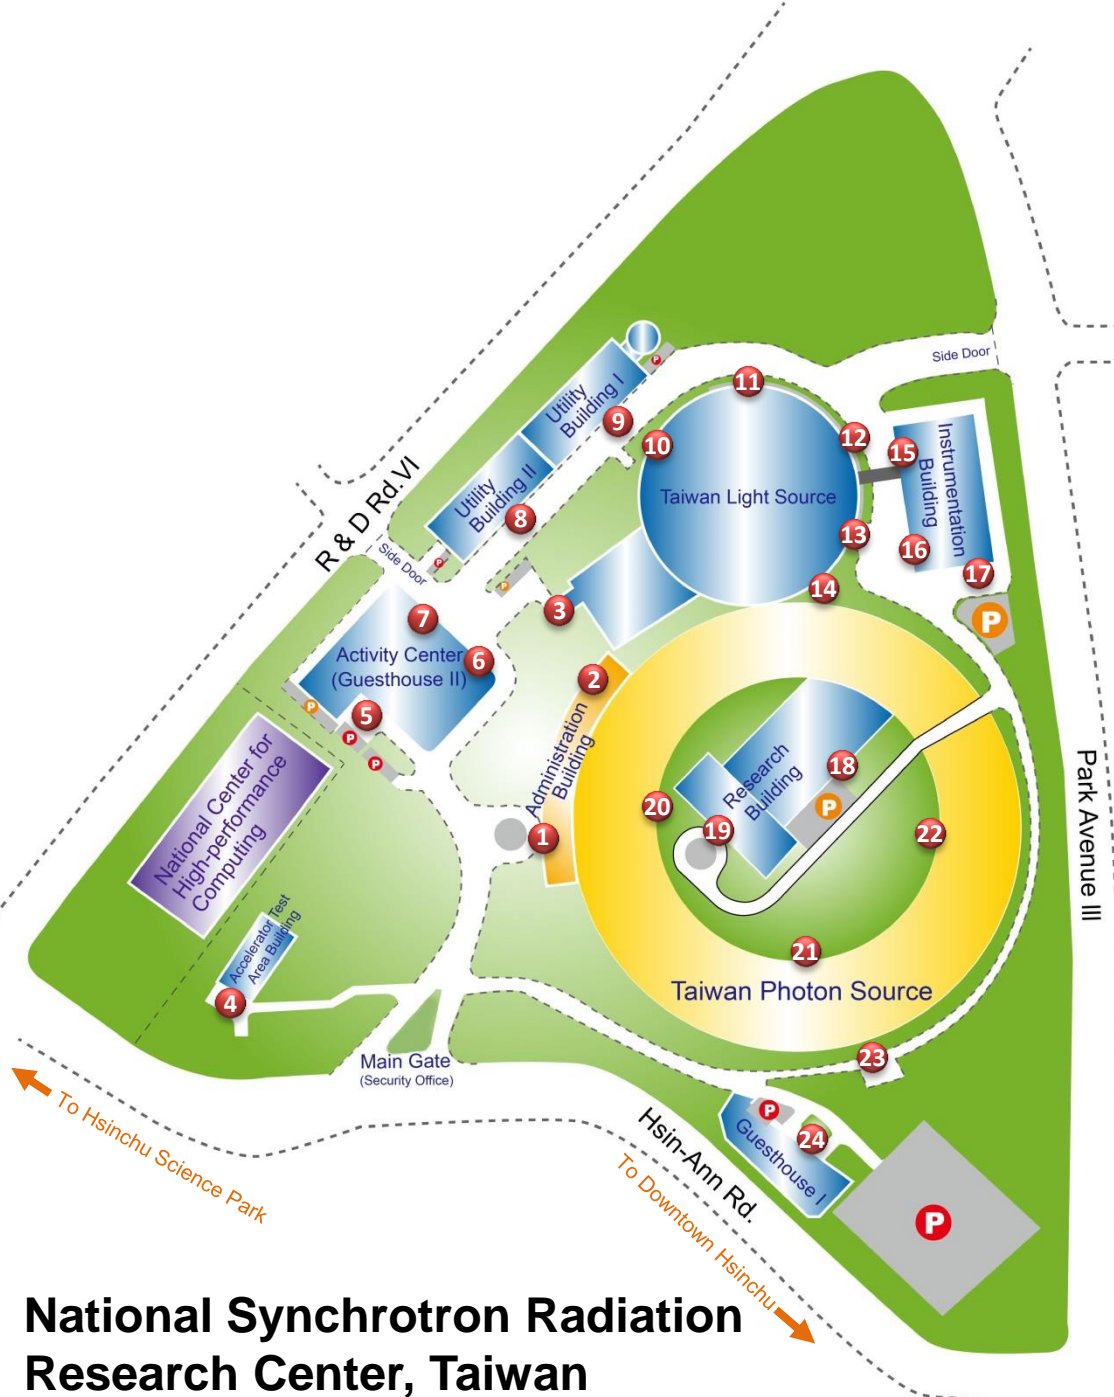 Side Door
P
Utility
Building I
11
9
10
12
15
Instrumentation
Building
Taiwan Light Source
R & D Rd.VI
Utility
Building II
8
13
16
Side Door
P
P
14
17
P
3
7
Activity Center
(Guesthouse II)
6
2
P
5
P
P
Administration
Building
1
National Center for
High-performance
Computing
Research
Building
18
P
19
20
22
Park Avenue III
21
Taiwan Photon Source
Accelerator Test
Area Building
4
Main Gate
(Security Office)
23
P
24
Guesthouse I
Hsin-Ann Rd.
P
To Hsinchu Science Park
To Downtown Hsinchu
National Synchrotron Radiation
Research Center, Taiwan